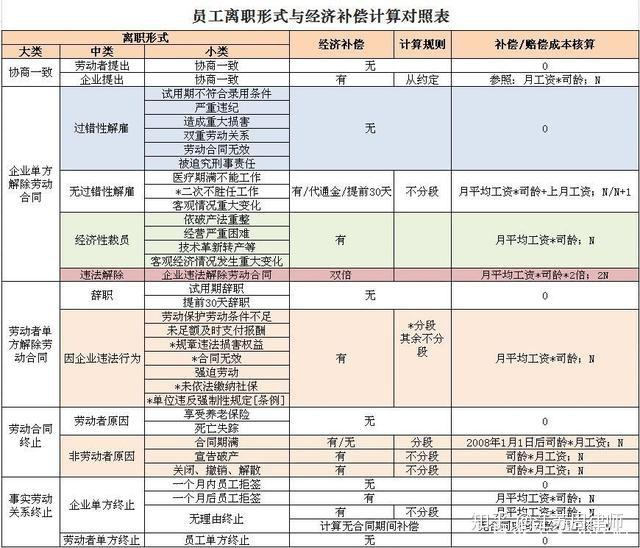 员工离职形式与经济补偿计算对照表
离职形式 经济补偿 计算规则 补偿/赔偿成本核算
大类 中类 小类
协商一致 劳动者提出 协商一致 无 0
企业提出 协商一致 有 从约定 参照：月工资*司龄；N
企业单方解除劳动合同 过错性解雇 试用期不符合录用条件 无 0
严重违纪
造成重大损害
双重劳动关系
劳动合同无效
被追究刑事责任
无过错性解雇 医疗期满不能工作 有/代通金/提前30天 不分段 月平均工资*司龄+上月工资；N/N+1
*二次不胜任工作
客观情况重大变化
经济性裁员 依破产法重整 有 月平均工资*司龄；N
经营严重困难
技术革新转产等
客观经济情况发生重大变化
违法解除 企业违法解除劳动合同 双倍 月平均工资*司龄*2倍；2N
劳动者单方解除劳动合同 辞职 试用期辞职 无 0
提前30天辞职
因企业违法行为 劳动保护劳动条件不足 有 *分段其余不分段 月平均工资*司龄；N
未足额及时支付报酬
*规章违法损害权益
*合同无效
强迫劳动
*未依法缴纳社保
*单位违反强制性规定[条例]
劳动合同终止 劳动者原因 享受养老保险 无 0
死亡失踪
非劳动者原因 合同期满 有/无 分段 2008年1月1日后司龄*月工资；N
宣告破产 有 不分段 司龄*月工资；N
关闭、撤销、解散 有 不分段 司龄*月工资；N
事实劳动关系终止 企业单方终止 一个月内员工拒签 无 0
一个月后员工拒签 有 月平均工资*司龄；N
无理由终止 有 不分段 月平均工资*司龄；N
计算无合同期间补偿
劳动者单方终止 员工单方终止 无 0